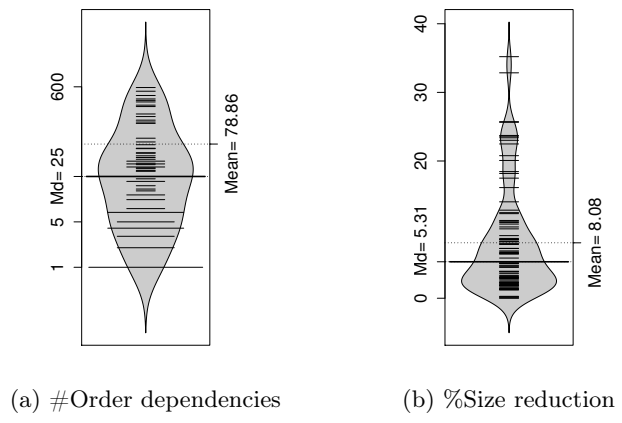 600
Md= 25
5
1
Mean= 78.86
40
30
20
Md= 5.31
0
Mean= 8.08
(a) #Order dependencies
(b) %Size reduction